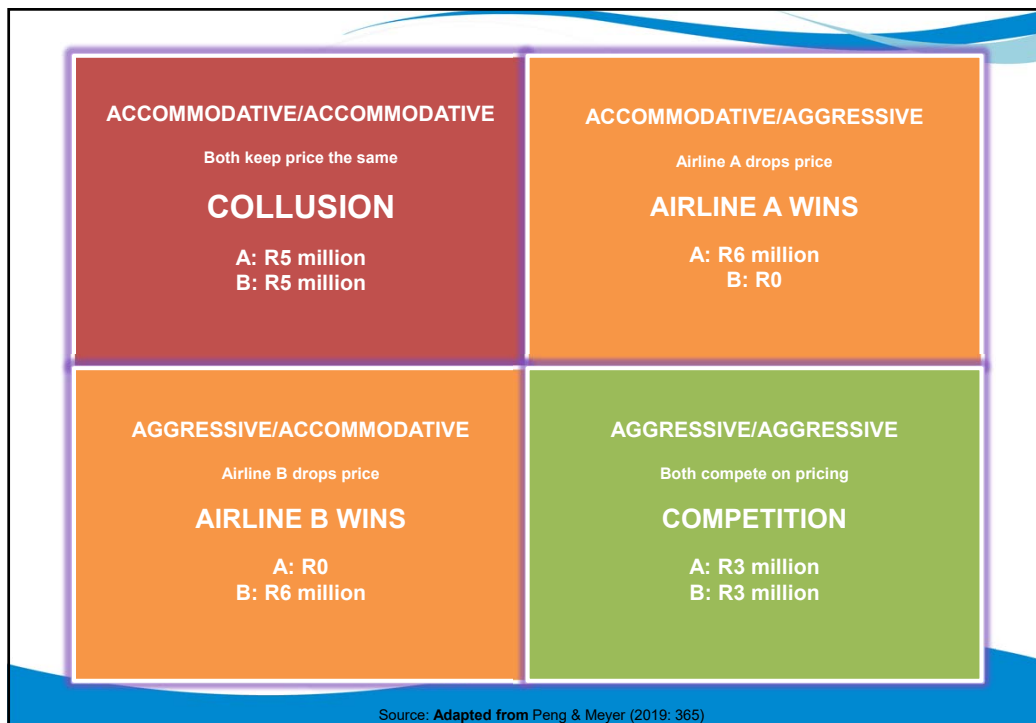 ACCOMMODATIVE/ACCOMMODATIVE
Both keep price the same
COLLUSION
A: R5 million
B: R5 million
ACCOMMODATIVE/AGGRESSIVE
Airline A drops price
AIRLINE A WINS
A: R6 million
B: R0
AGGRESSIVE/ACCOMMODATIVE
Airline B drops price
AIRLINE B WINS
A: R0
B: R6 million
AGGRESSIVE/AGGRESSIVE
Both compete on pricing
COMPETITION
A: R3 million
B: R3 million
Source: Adapted from Peng & Meyer (2019: 365)